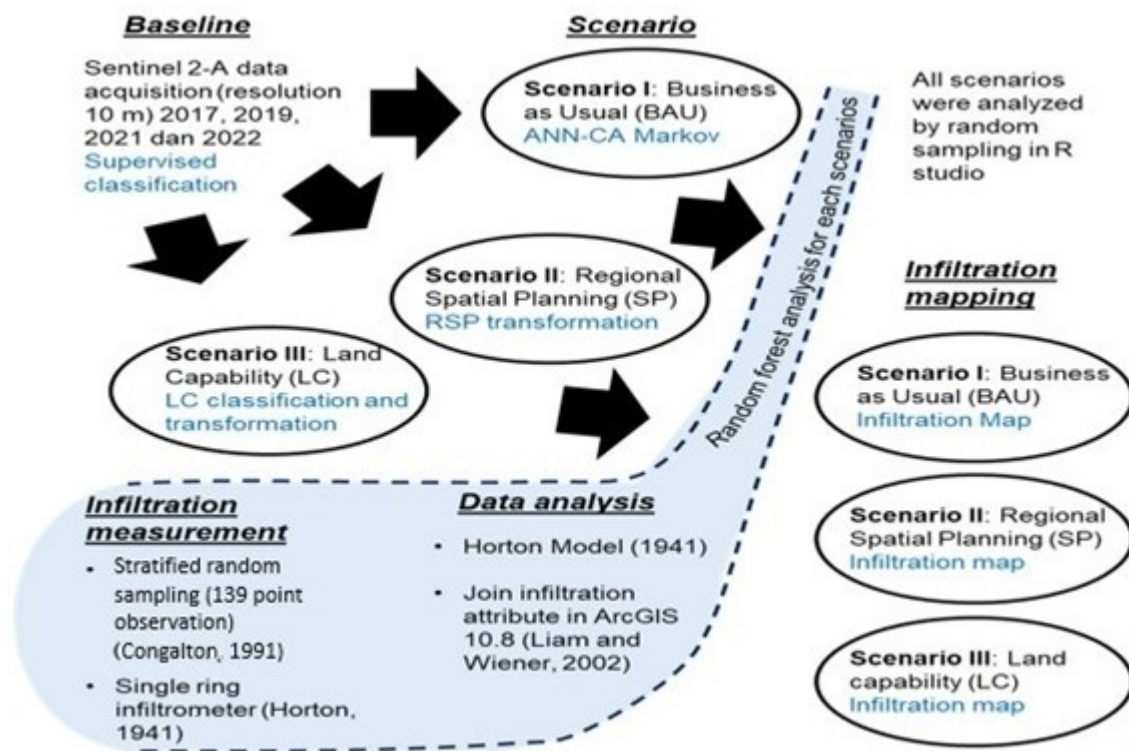 Baseline
Sentinel 2-A data
acquisition (resolution
10 m) 2017, 2019,
2021 dan 2022
Supervised
classification
Scenario
Scenario I: Business
as Usual (BAU)
ANN-CA Markov
Scenario II: Regional
Spatial Planning (SP)
RSP transformation
Scenario III: Land
Capability (LC)
LC classification and
transformation
Random forest analysis for each scenarios
All scenarios
were analyzed
by random
sampling in R
studio
Infiltration
measurement
• Stratified random
sampling (139 point
observation)
(Congalton, 1991)
• Single ring
infiltrometer (Horton,
1941)
Data analysis
• Horton Model (1941)
• Join infiltration
attribute in ArcGIS
10.8 (Liam and
Wiener, 2002)
Infiltration
mapping
Scenario I: Business
as Usual (BAU)
Infiltration Map
Scenario II: Regional
Spatial Planning (SP)
Infiltration map
Scenario III: Land
capability (LC)
Infiltration map